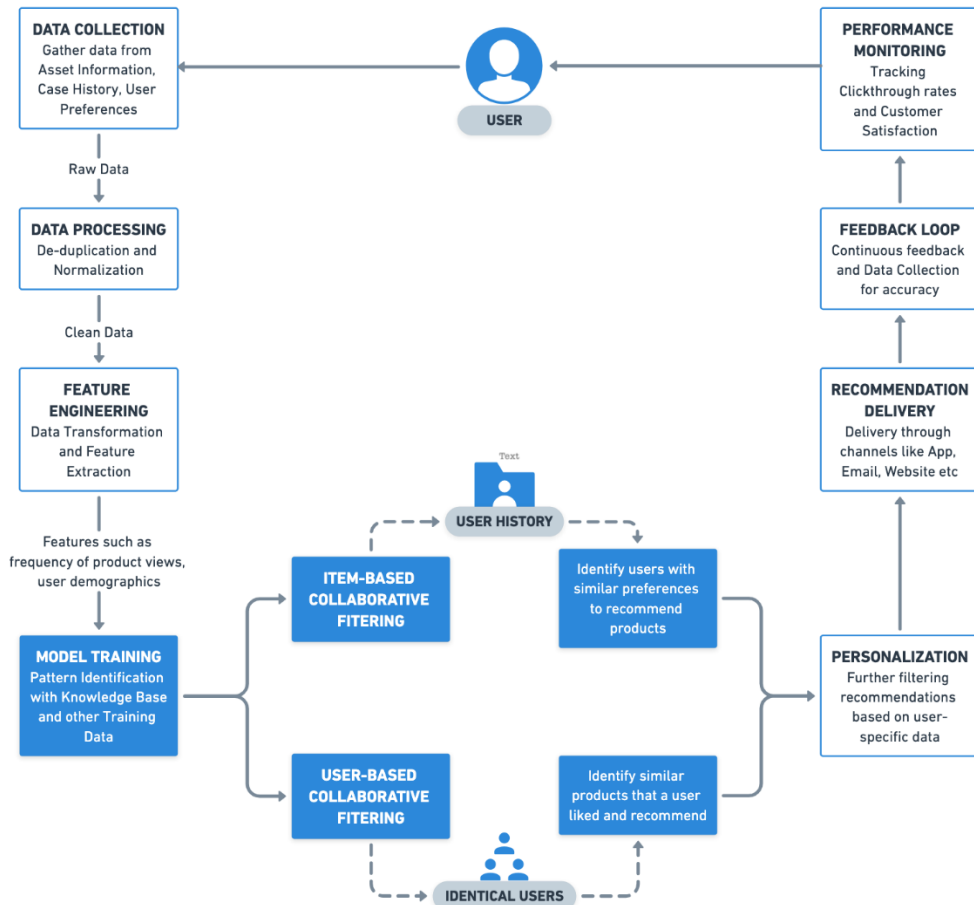 DATA COLLECTION
Gather data from
Asset Information,
Case History, User
Preferences
USER
PERFORMANCE
MONITORING
Tracking
Clickthrough rates
and Customer
Satisfaction
Raw Data
DATA PROCESSING
De-duplication and
Normalization
FEEDBACK LOOP
Continuous feedback
and Data Collection
for accuracy
Clean Data
FEATURE
ENGINEERING
Data Transformation
and Feature
Extraction
RECOMMENDATION
DELIVERY
Delivery through
channels like App,
Email, Website etc
Text
USER HISTORY
Features such as
frequency of product views,
user demographics
ITEM-BASED
COLLABORATIVE
FITERING
Identify users with
similar preferences
to recommend
products
MODEL TRAINING
Pattern Identification
with Knowledge Base
and other Training
Data
PERSONALIZATION
Further filtering
recommendations
based on user-
specific data
USER-BASED
COLLABORATIVE
FITERING
Identify similar
products that a user
liked and recommend
IDENTICAL USERS